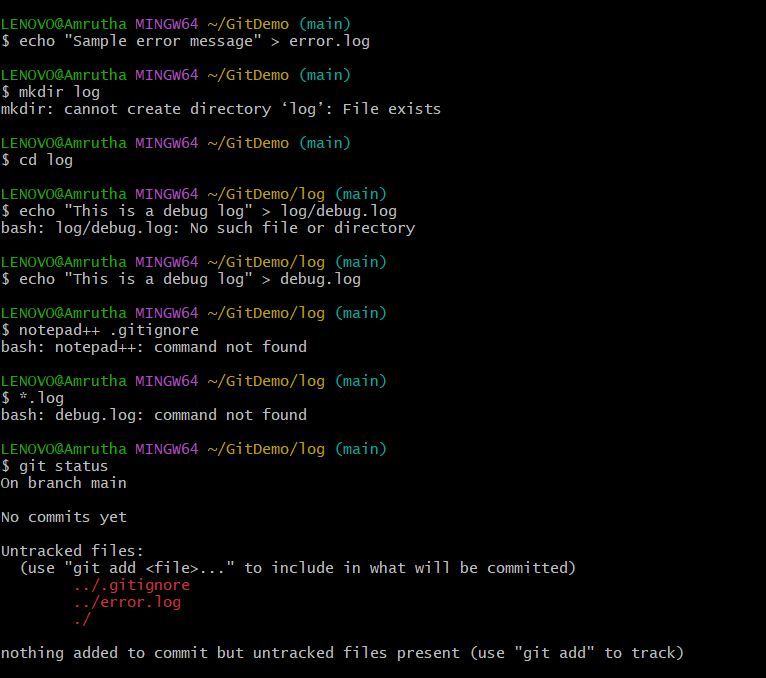 LENOVO@Amrutha MINGW64 ~/GitDemo (main)
$ echo "Sample error message" > error.log
LENOVO@Amrutha MINGW64 ~/GitDemo (main)
$ mkdir log
mkdir: cannot create directory ‘log’: File exists
LENOVO@Amrutha MINGW64 ~/GitDemo (main)
$ cd log
LENOVO@Amrutha MINGW64 ~/GitDemo/log (main)
$ echo "This is a debug log" > log/debug.log
bash: log/debug.log: No such file or directory
LENOVO@Amrutha MINGW64 ~/GitDemo/log (main)
$ echo "This is a debug log" > debug.log
LENOVO@Amrutha MINGW64 ~/GitDemo/log (main)
$ notepad++ .gitignore
bash: notepad++: command not found
LENOVO@Amrutha MINGW64 ~/GitDemo/log (main)
$ *.log
bash: debug.log: command not found
LENOVO@Amrutha MINGW64 ~/GitDemo/log (main)
$ git status
On branch main
No commits yet
Untracked files:
  (use "git add <file>..." to include in what will be committed)
        ../.gitignore
        ../error.log
        ./
nothing added to commit but untracked files present (use "git add" to track)